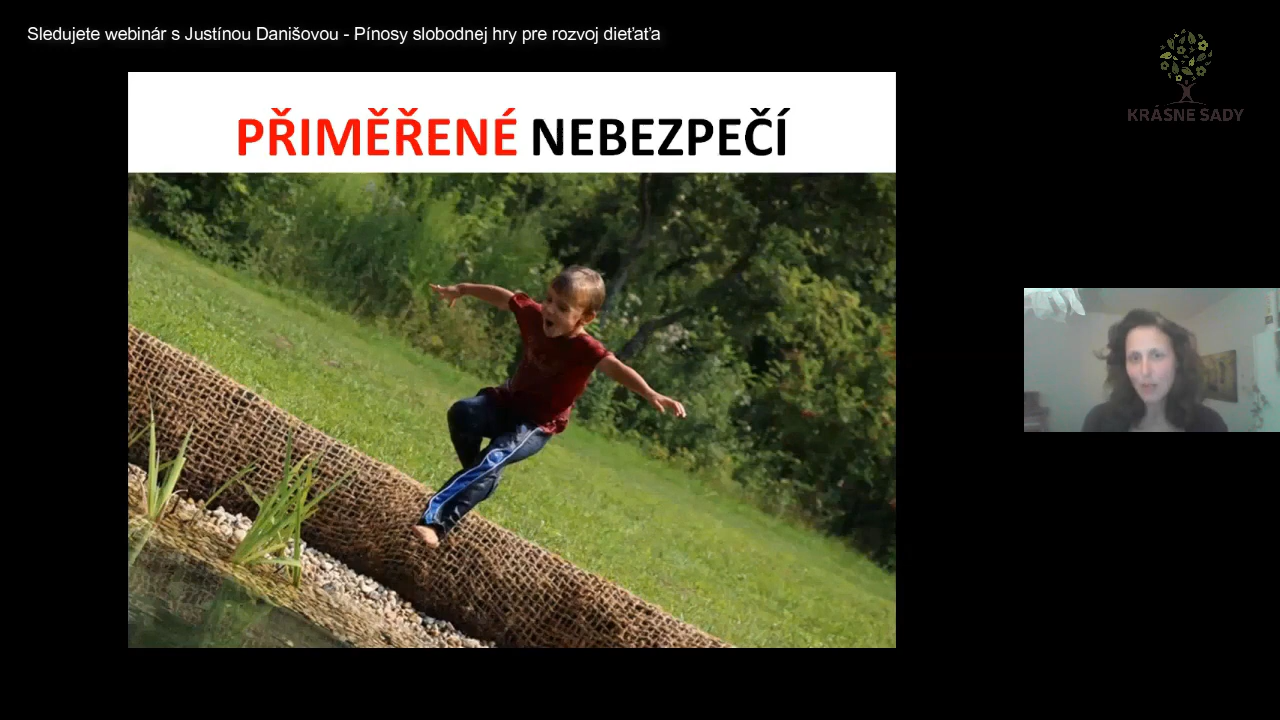 Sledujete webinár s Justínou Danišovou - Pínosy slobodnej hry pre rozvoj dieťaťa
KRÁSNE SADY
PŘIMĚŘENÉ NEBEZPEČÍ